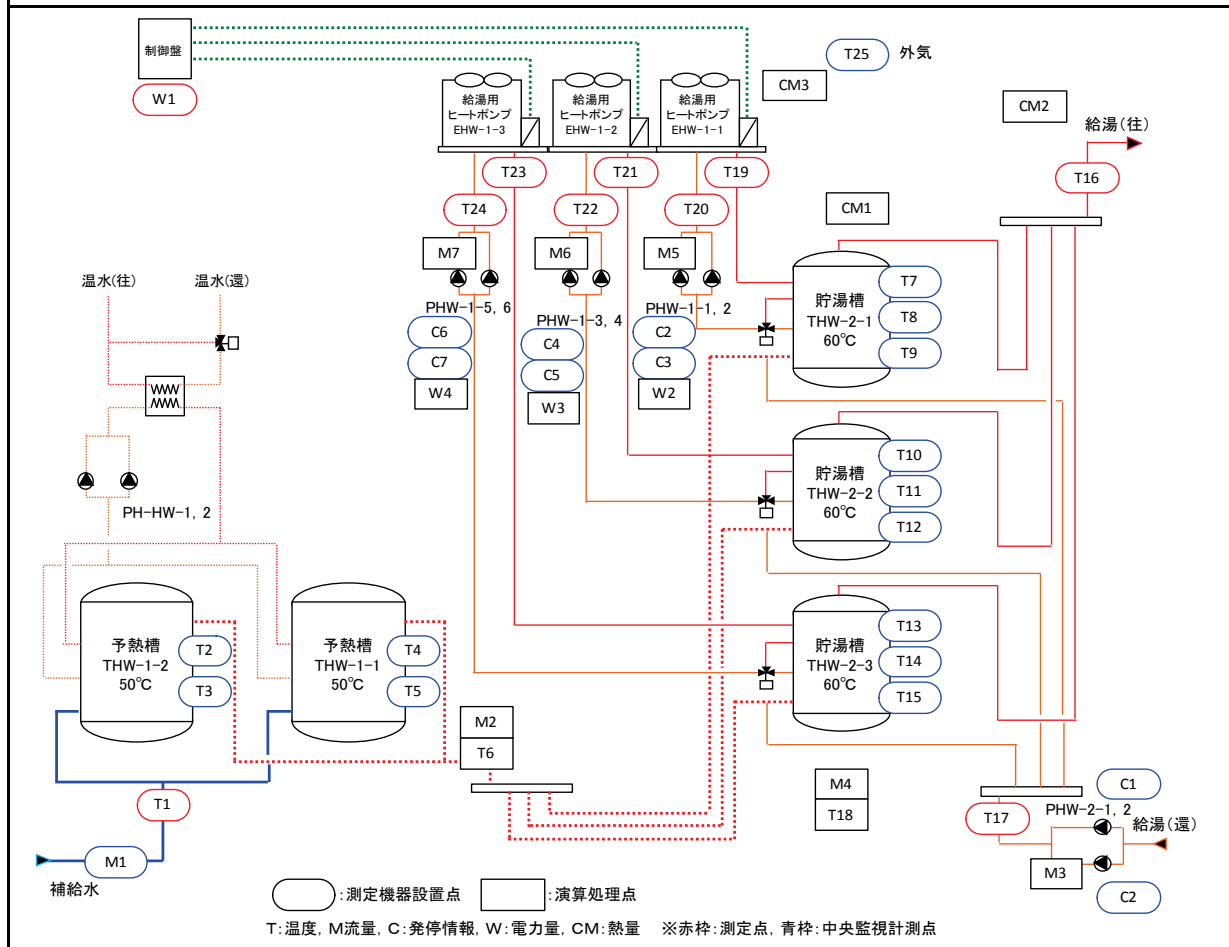 制御盤
W1
T25
外気
CM3
CM2
給湯(往)
T16
給湯用
ヒートポンプ
EHW-1-3
給湯用
ヒートポンプ
EHW-1-2
給湯用
ヒートポンプ
EHW-1-1
T23
T21
T19
T24
T22
T20
CM1
M7
M6
M5
PHW-1-5, 6
PHW-1-3, 4
PHW-1-1, 2
C6
C7
W4
C4
C5
W3
C2
C3
W2
貯湯槽
THW-2-1
60℃
T7
T8
T9
温水(往)
温水(還)
貯湯槽
THW-2-2
60℃
T10
T11
T12
PH-HW-1, 2
予熱槽
THW-1-2
50℃
T2
T3
予熱槽
THW-1-1
50℃
T4
T5
貯湯槽
THW-2-3
60℃
T13
T14
T15
M2
T6
M4
T18
T1
M1
補給水
C1
PHW-2-1, 2
T17
給湯(還)
M3
C2
:測定機器設置点
:演算処理点
T:温度, M流量, C:発停情報, W:電力量, CM:熱量 ※赤枠:測定点, 青枠:中央監視計測点